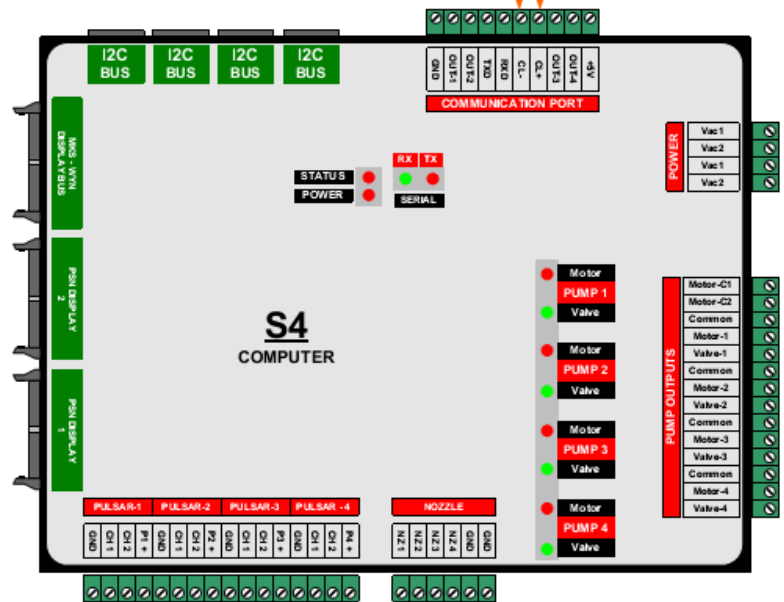 I2C
BUS
I2C
BUS
I2C
BUS
I2C
BUS
GND
OUT-1
OUT-2
TXD
RXD
CL-
CL+
OUT-3
OUT-4
+5V
COMMUNICATION PORT
MKS - WYN
DISPLAY BUS
POWER
Vac1
Vac2
Vac1
Vac2
RX TX
STATUS
POWER
SERIAL
PSN DISPLAY
2
PSN DISPLAY
1
S4
COMPUTER
Motor
PUMP 1
Valve
Motor
PUMP 2
Valve
Motor
PUMP 3
Valve
Motor
PUMP 4
Valve
PUMP OUTPUTS
Motor-C1
Motor-C2
Common
Motor-1
Valve-1
Common
Motor-2
Valve-2
Common
Motor-3
Valve-3
Common
Motor-4
Valve-4
PULSAR-1 PULSAR-2 PULSAR-3 PULSAR -4
GND
CH 1
CH 2
P1 +
GND
CH 1
CH 2
P2 +
GND
CH 1
CH 2
P3 +
GND
CH 1
CH 2
P4 +
NOZZLE
NZ 1
NZ 2
NZ 3
NZ 4
GND
GND